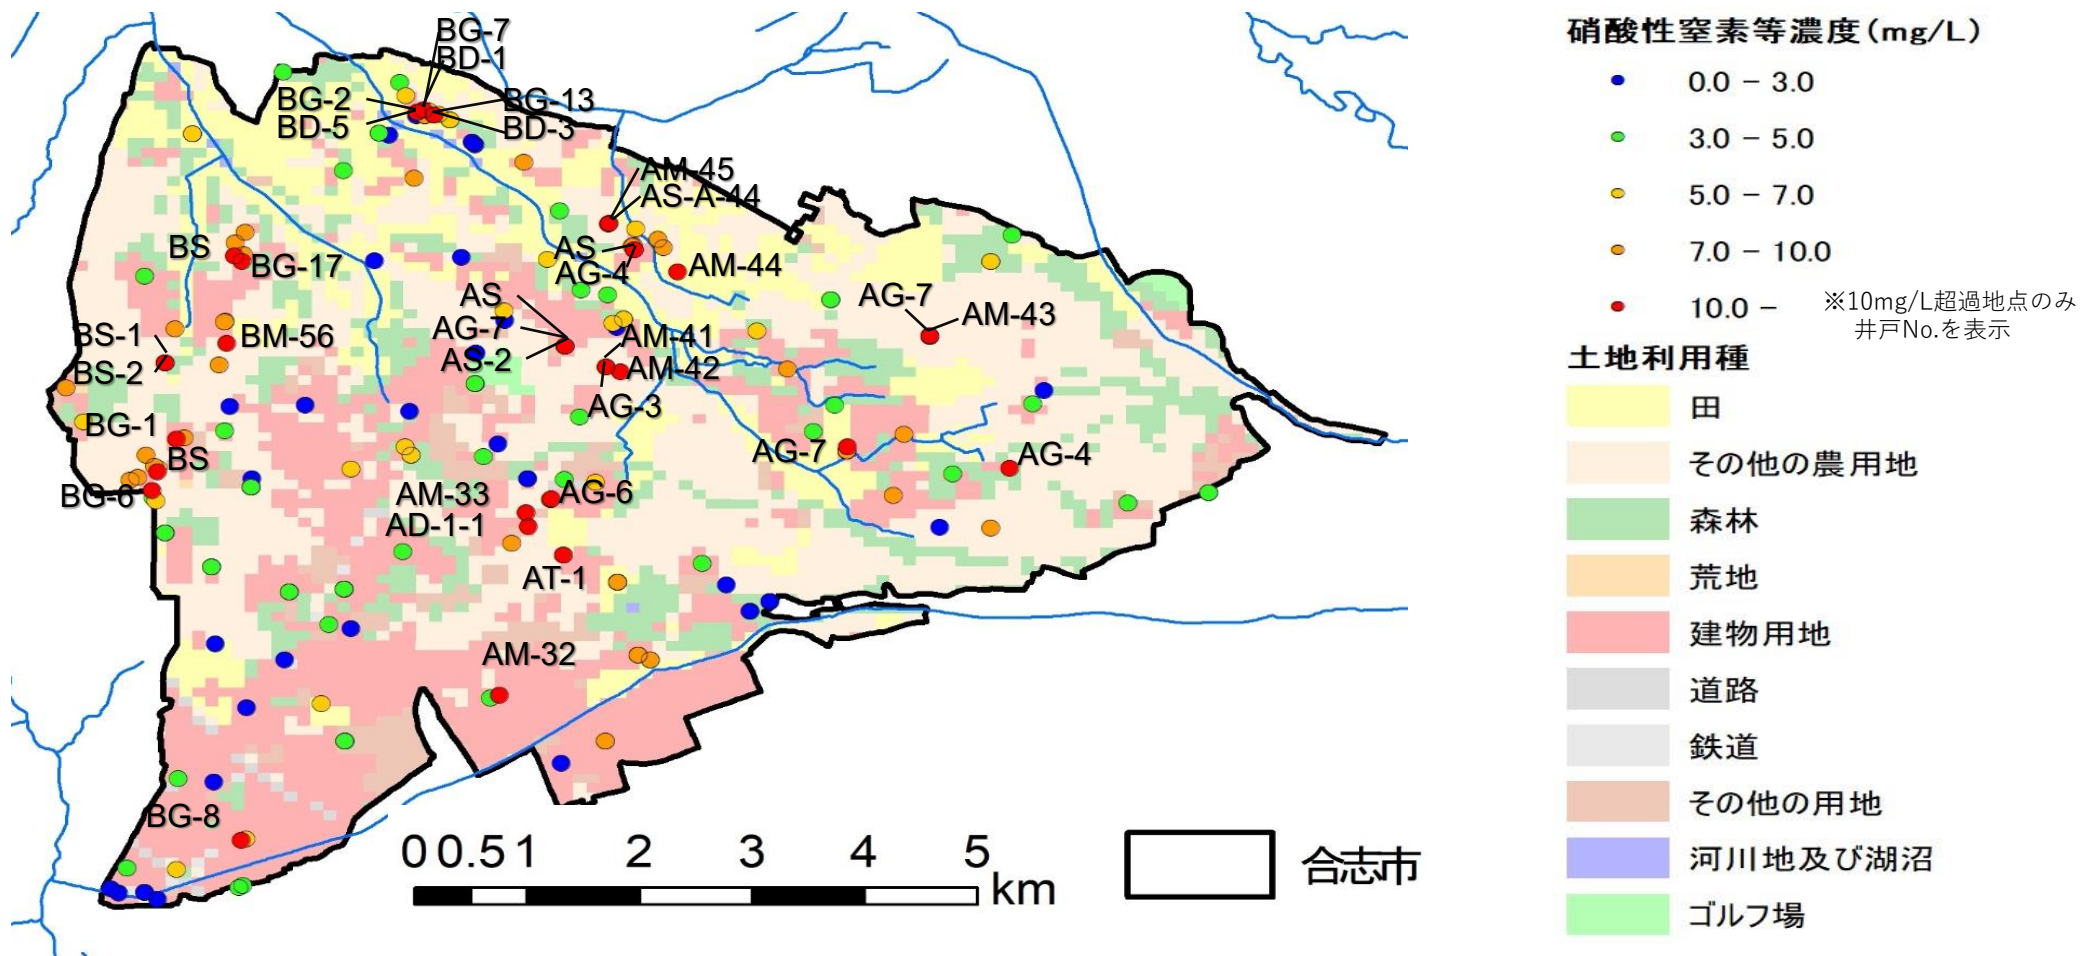 BG-7
BD-1
BG-2
BG-13
BD-5
BD-3
AM-45
AS-A-44
BS
BG-17
AS
AG-4
AM-44
AS
AG-7
AM-43
BS-1
BM-56
AG-7
AM-41
BS-2
AS-2
AM-42
AG-3
BG-1
BS
AG-7
AG-4
BG-6
AM-33
AG-6
AD-1-1
AT-1
AM-32
BG-8
0 0.5 1 2 3 4 5
km
合志市
硝酸性窒素等濃度(mg/L)
0.0 - 3.0
3.0 - 5.0
5.0 - 7.0
7.0 - 10.0
10.0 -
※10mg/L超過地点のみ
井戸No.を表示
土地利用種
田
その他の農用地
森林
荒地
建物用地
道路
鉄道
その他の用地
河川地及び湖沼
ゴルフ場